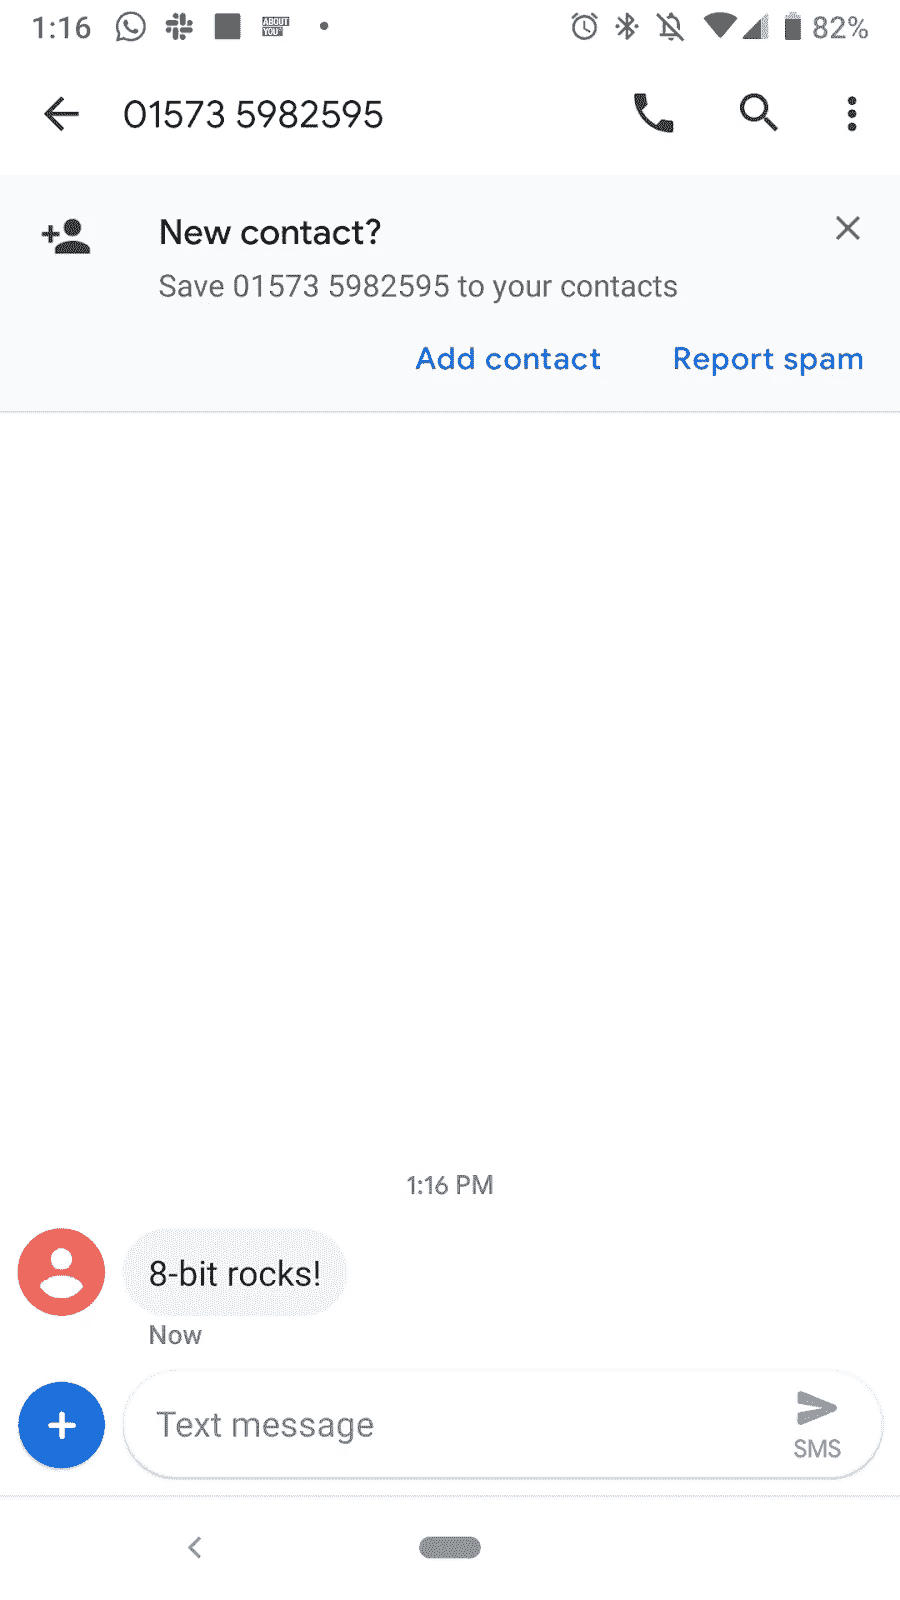 1:16 ABOUT YOU 82%
01573 5982595
New contact?
Save 01573 5982595 to your contacts
Add contact Report spam
1:16 PM
8-bit rocks!
Now
Text message
SMS